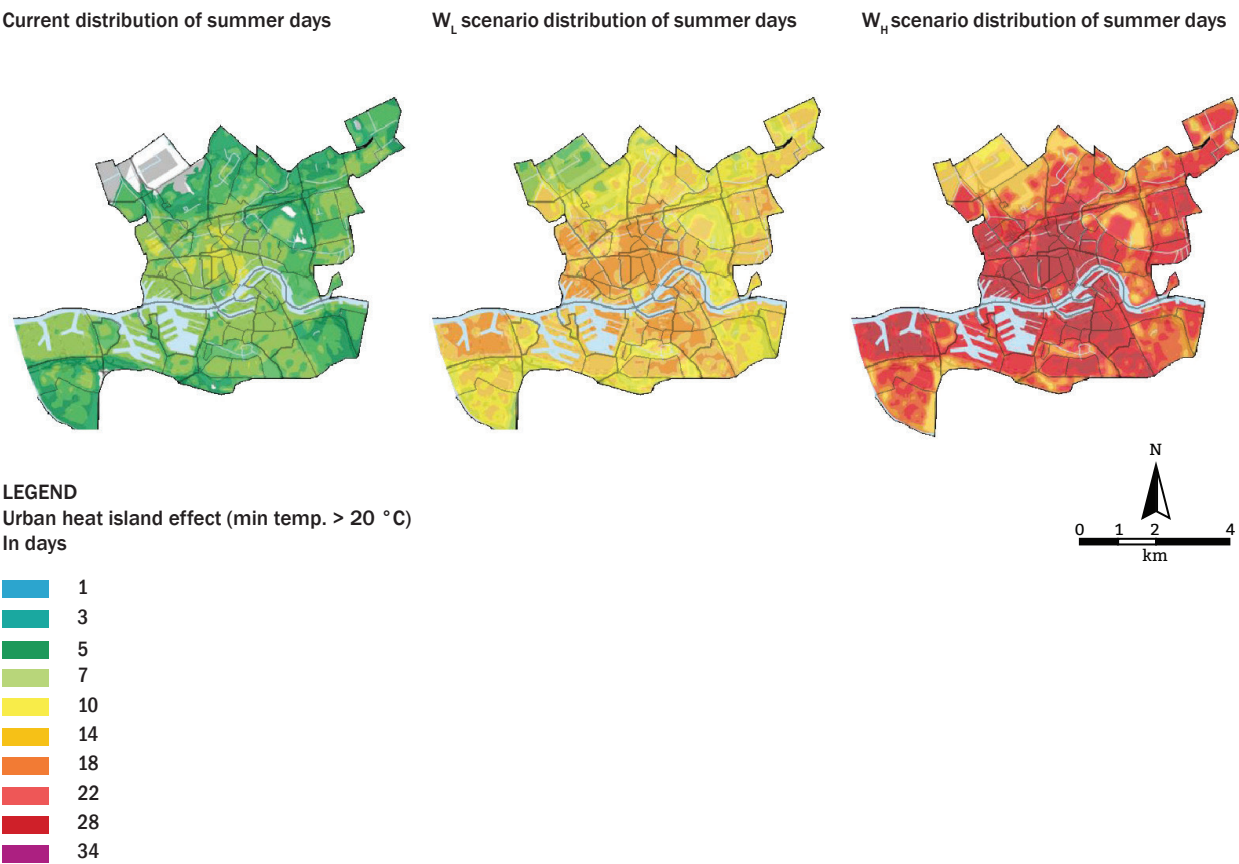 Current distribution of summer days
W_L scenario distribution of summer days
W_H scenario distribution of summer days
N
0 1 2 4
km
LEGEND
Urban heat island effect (min temp. > 20 °C)
In days
1
3
5
7
10
14
18
22
28
34